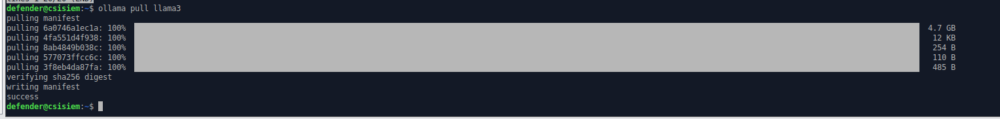 defender@csisiem:~$ ollama pull llama3
pulling manifest
pulling 6a0746a1ec1a: 100% 4.7 GB
pulling 4fa551d4f938: 100% 12 KB
pulling 8ab4849b038c: 100% 254 B
pulling 577073ffcc6c: 100% 110 B
pulling 3f8eb4da87fa: 100% 485 B
verifying sha256 digest
writing manifest
success
defender@csisiem:~$